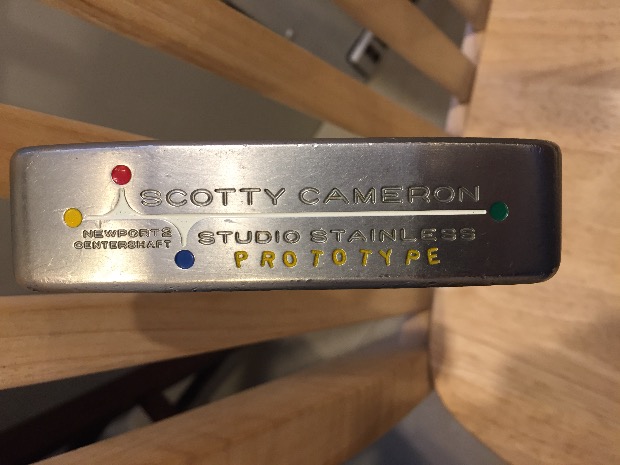 SCOTTY CAMERON
NEWPORT 2
CENTERSHAFT
STUDIO STAINLESS
PROTOTYPE